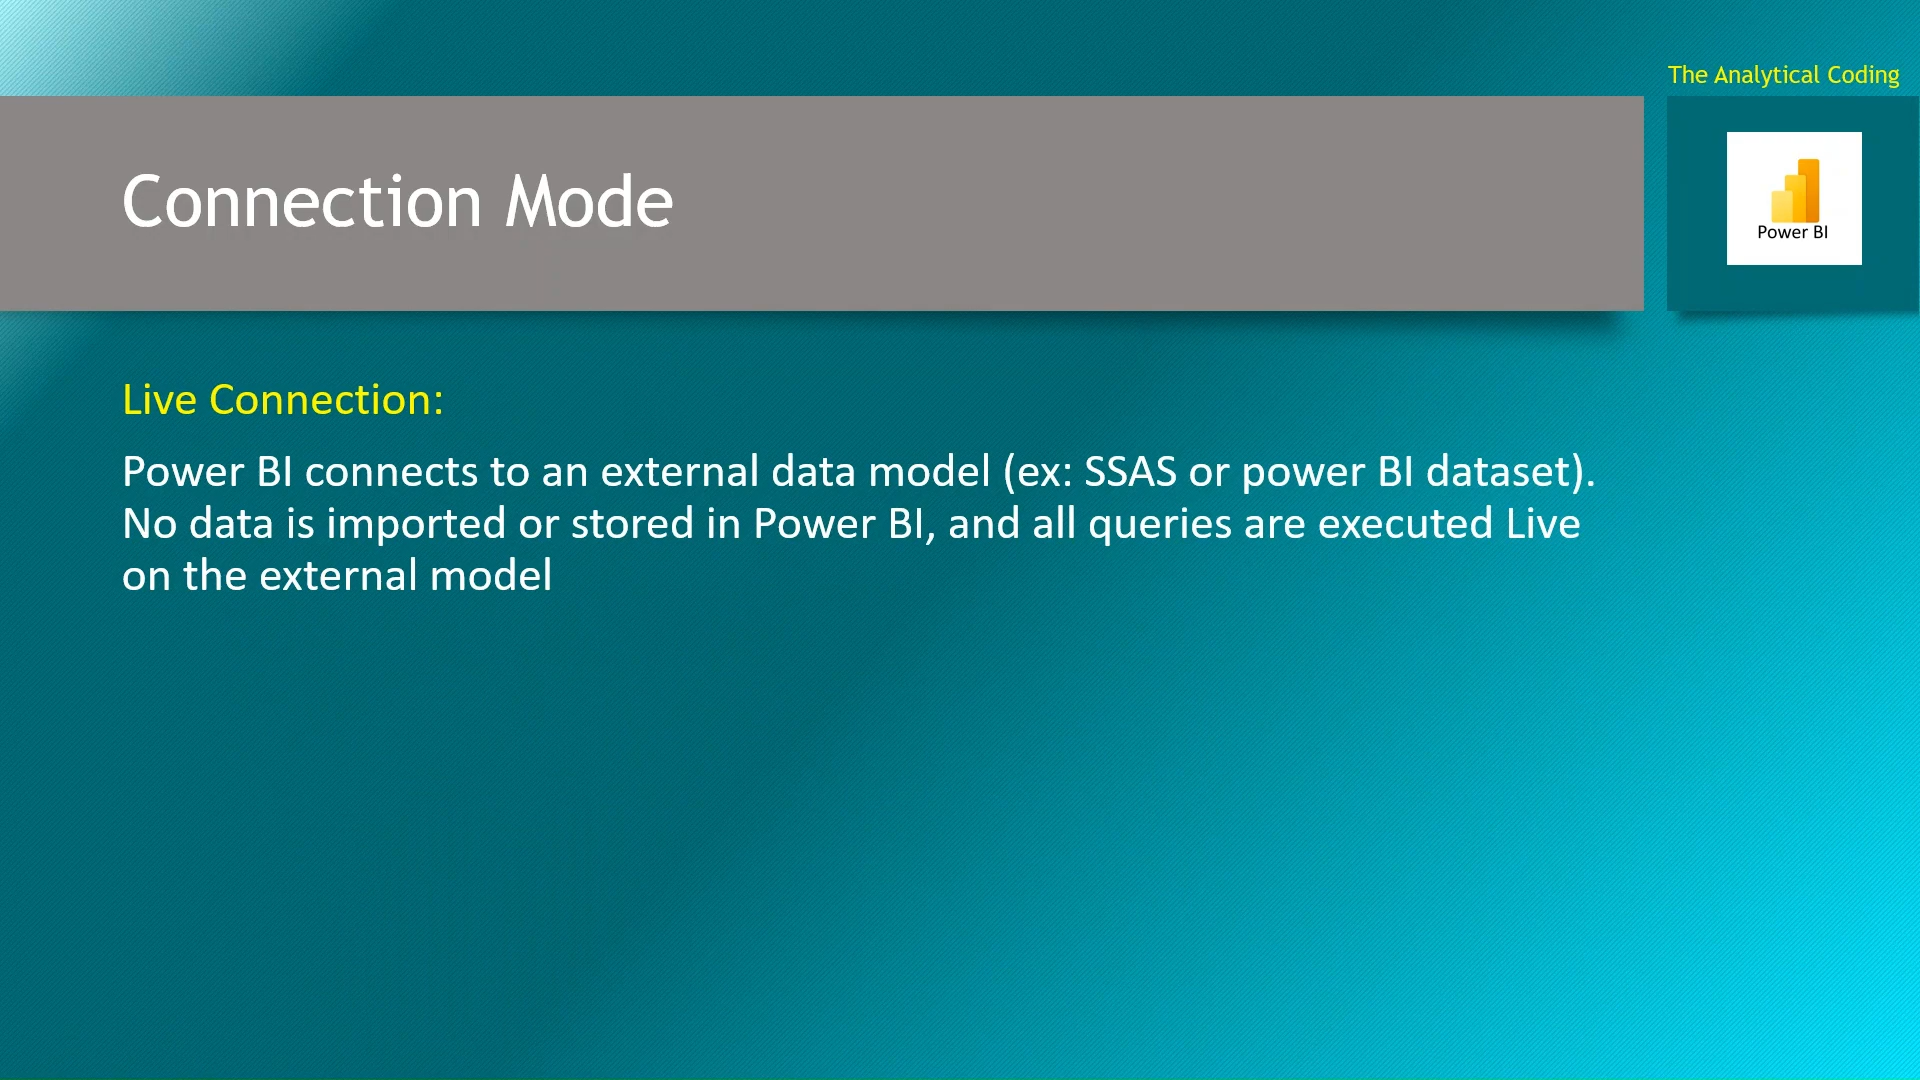 The Analytical Coding
Connection Mode
Power BI
Live Connection:
Power BI connects to an external data model (ex: SSAS or power BI dataset).
No data is imported or stored in Power BI, and all queries are executed Live
on the external model